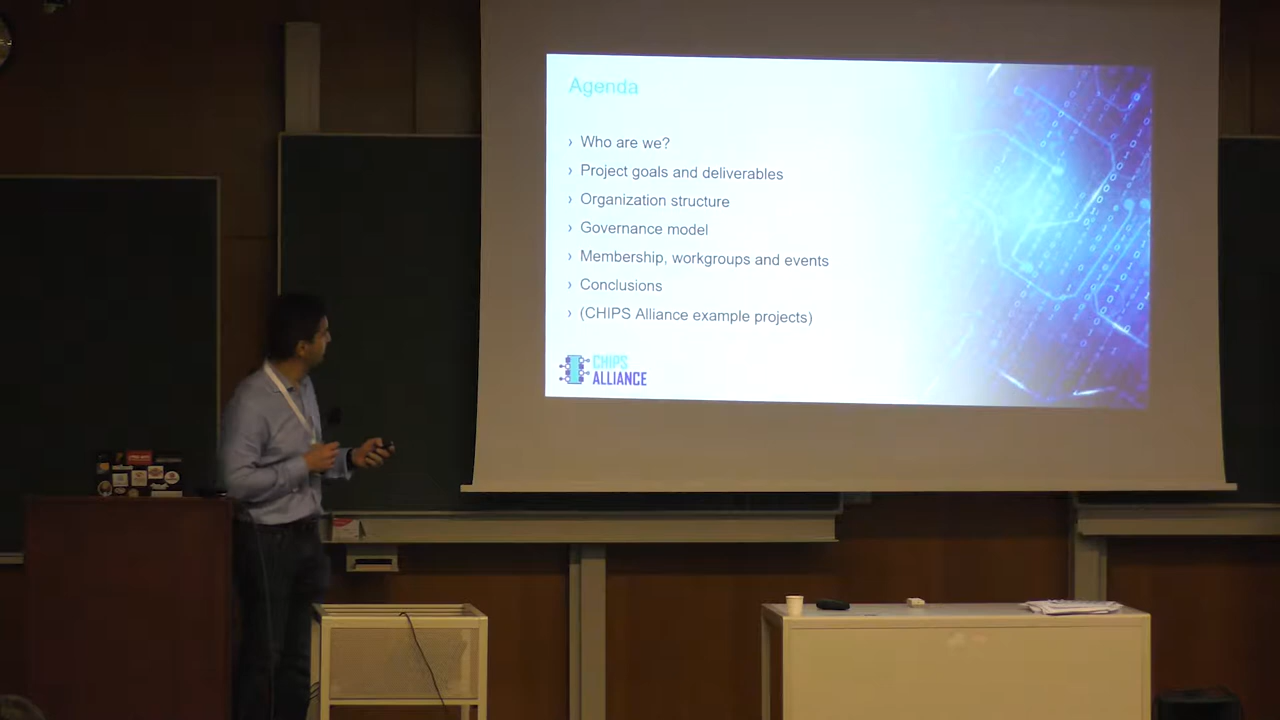 Agenda
› Who are we?
› Project goals and deliverables
› Organization structure
› Governance model
› Membership, workgroups and events
› Conclusions
› (CHIPS Alliance example projects)
CHIPS
ALLIANCE